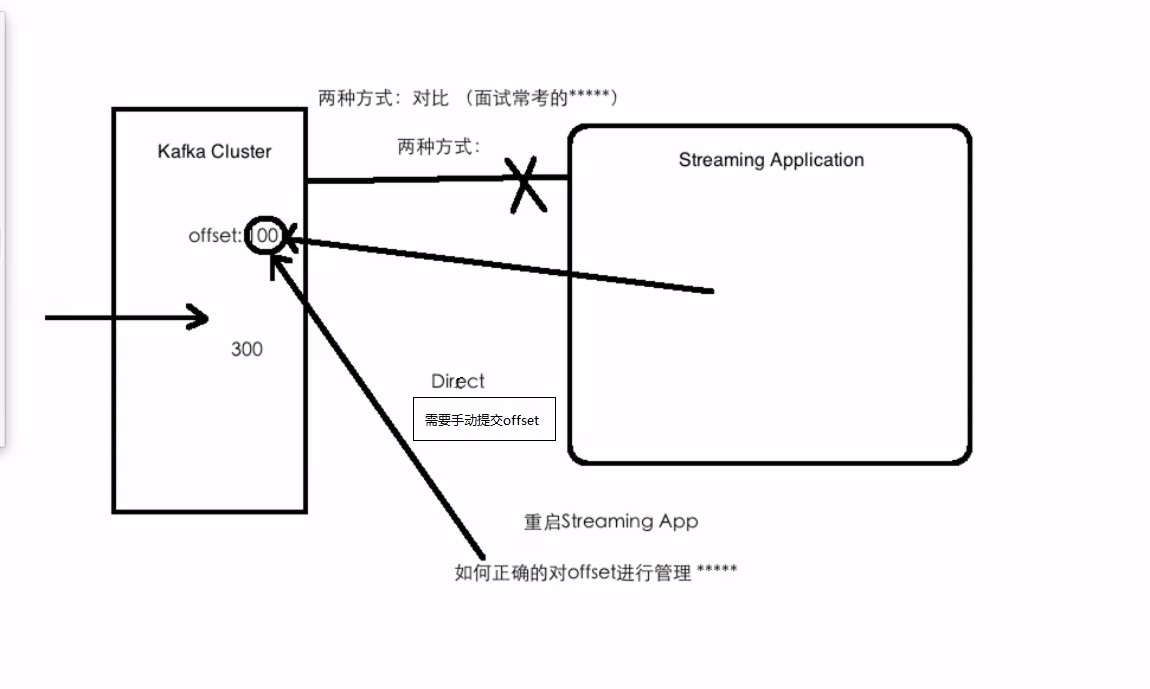 两种方式：对比 （面试常考的*****）
两种方式：
Kafka Cluster
Streaming Application
offset:100
300
Direct
需要手动提交offset
重启Streaming App
如何正确的对offset进行管理 *****